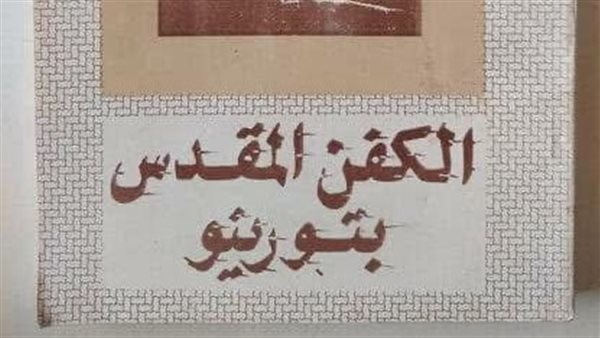 الكفن المقدس
بتورينو